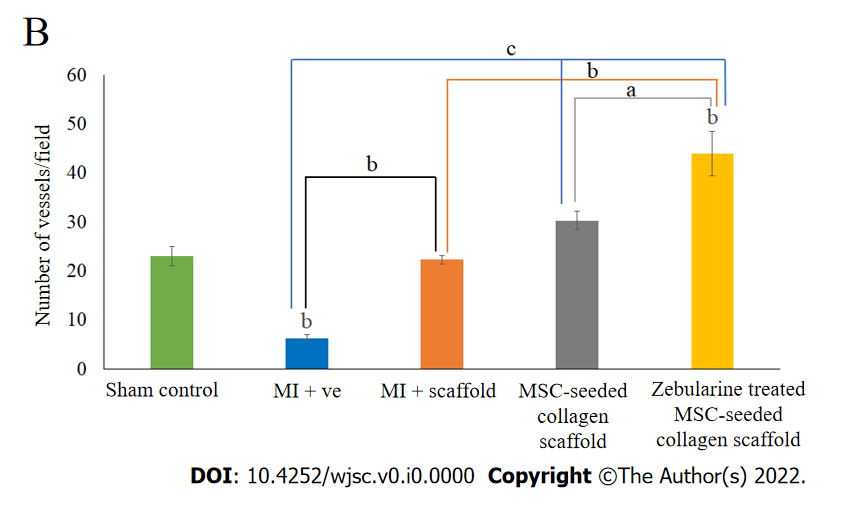 B
c
60
b
a
50
b
40
b
30
20
10
b
0
Number of vessels/field
Sham control
MI + ve
MI + scaffold
MSC-seeded
collagen
scaffold
Zebularine treated
MSC-seeded
collagen scaffold
DOI: 10.4252/wjsc.v0.i0.0000 Copyright ©The Author(s) 2022.